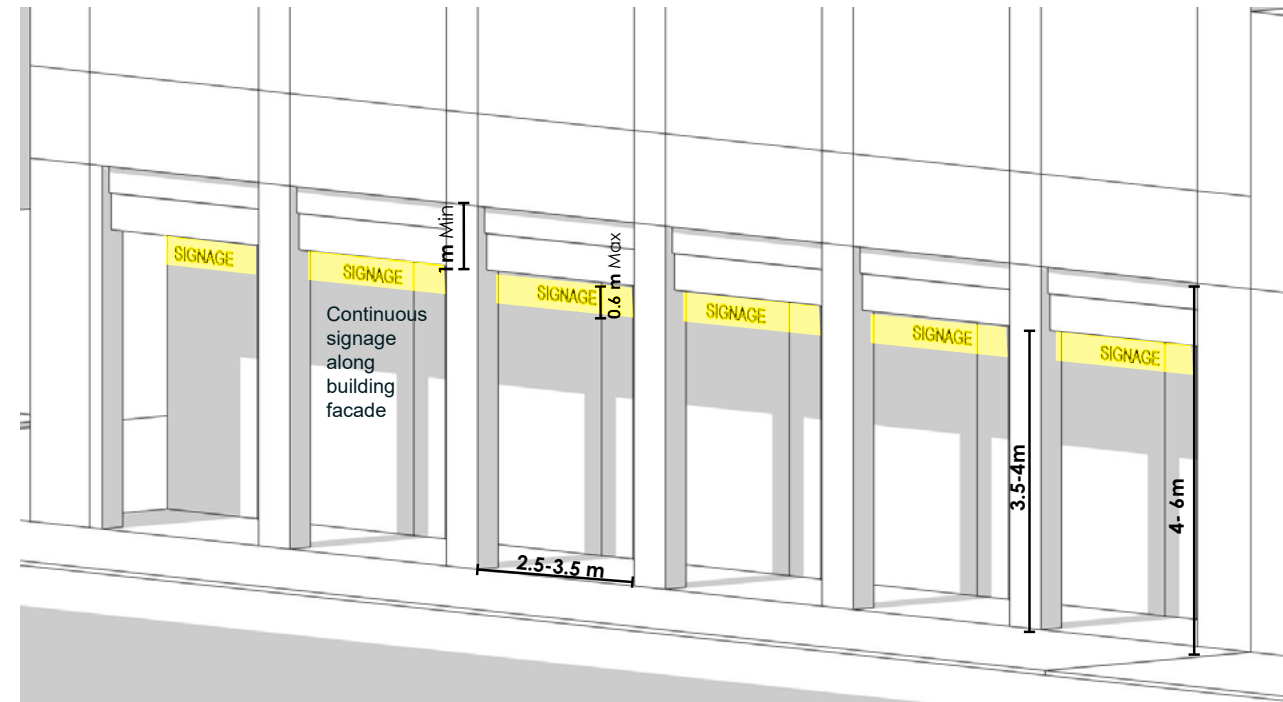 SIGNAGE
SIGNAGE
1m Min
SIGNAGE
0.6 m Max
SIGNAGE
SIGNAGE
SIGNAGE
Continuous
signage
along
building
facade
3.5-4m
4- 6m
2.5-3.5 m